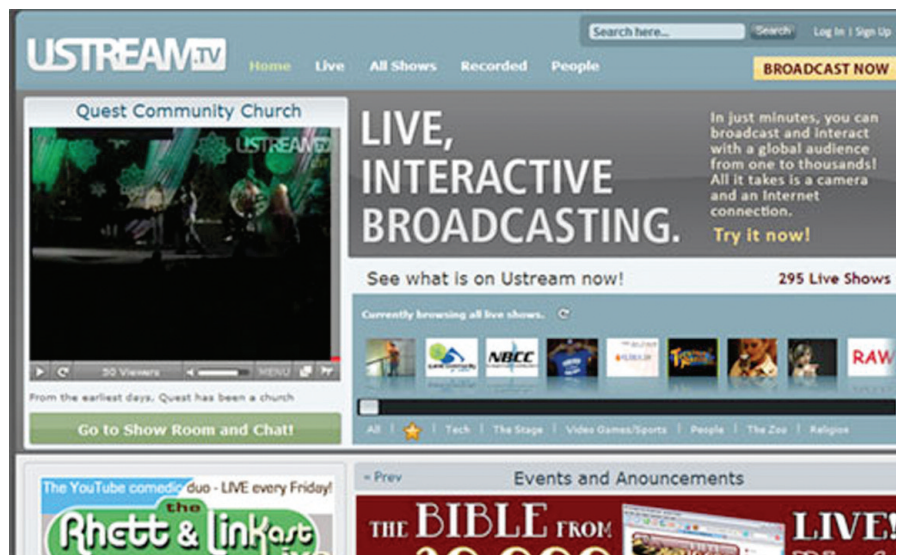 USTREAM.TV
Search here...
Search
Log In | Sign Up
Home Live All Shows Recorded People
BROADCAST NOW
Quest Community Church
USTREAM
LIVE,
INTERACTIVE
BROADCASTING.
In just minutes, you can
broadcast and interact
with a global audience
from one to thousands!
All it takes is a camera
and an Internet
connection.
Try it now!
See what is on Ustream now!
295 Live Shows
Currently browsing all live shows.
NBCC
RAW
30 Viewers
MENU
From the earliest days, Quest has been a church
Go to Show Room and Chat!
All | | Tech | The Stage | Video Games/Sports | People | The Zoo | Religion
The YouTube comedic duo - LIVE every Friday!
the
Rhett & Linkast
« Prev
Events and Anouncements
THE BIBLE FROM
LIVE!